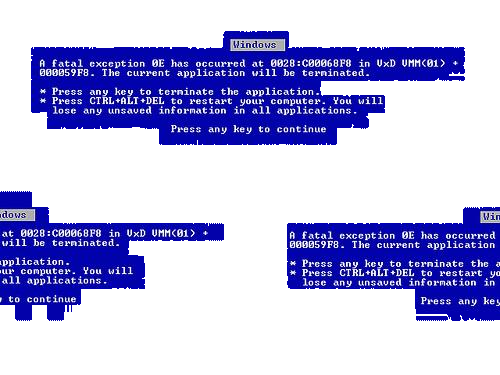 Windows
A fatal exception 0E has occurred at 0028:C00068F8 in VxD VMM(01) +
000059F8. The current application will be terminated.
* Press any key to terminate the application.
* Press CTRL+ALT+DEL to restart your computer. You will
lose any unsaved information in all applications.
Press any key to continue
dows
at 0028:C00068F8 in VxD VMM(01) +
will be terminated.
plication.
ur computer. You will
all applications.
y to continue
Win
A fatal exception 0E has occurred
000059F8. The current application
* Press any key to terminate the a
* Press CTRL+ALT+DEL to restart yo
lose any unsaved information in
Press any key